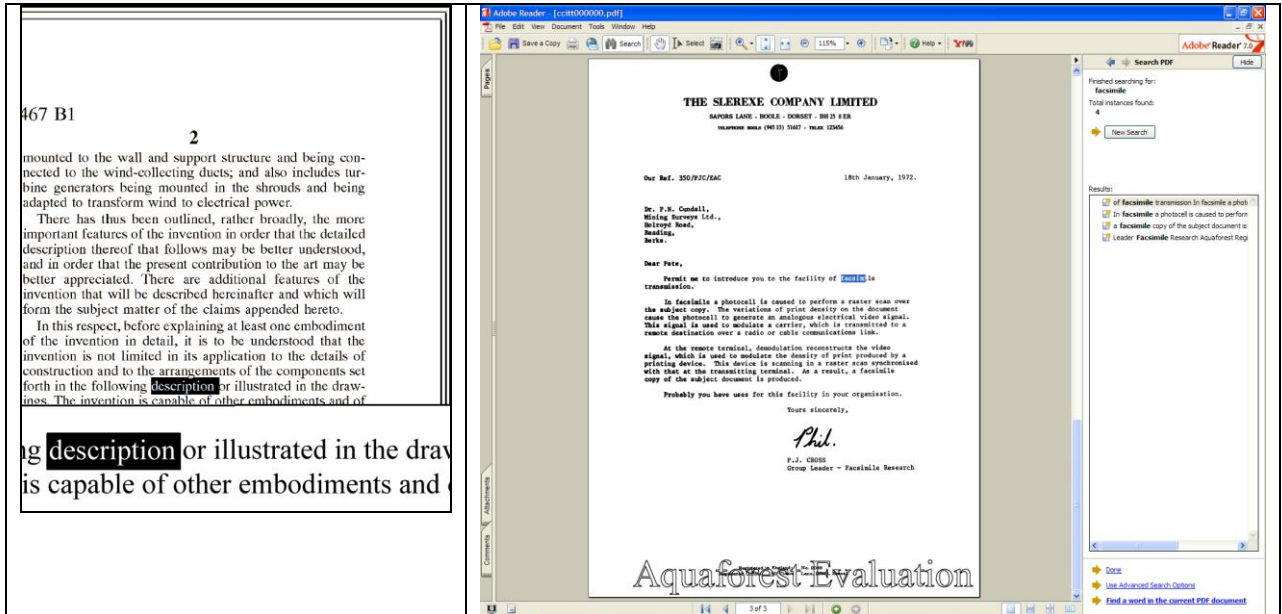 467 B1
2
mounted to the wall and support structure and being con-
nected to the wind-collecting ducts; and also includes tur-
bine generators being mounted in the shrouds and being
adapted to transform wind to electrical power.
There has thus been outlined, rather broadly, the more
important features of the invention in order that the detailed
description thereof that follows may be better understood,
and in order that the present contribution to the art may be
better appreciated. There are additional features of the
invention that will be described hereinafter and which will
form the subject matter of the claims appended hereto.
In this respect, before explaining at least one embodiment
of the invention in detail, it is to be understood that the
invention is not limited in its application to the details of
construction and to the arrangements of the components set
forth in the following description or illustrated in the draw-
ings. The invention is capable of other embodiments and of
ng description or illustrated in the drav
is capable of other embodiments and
Adobe Reader - [ccitt000000.pdf]
File Edit View Document Tools Window Help
Save a Copy Search Select 115% Help
Adobe Reader 7.0
Pages
Attachments
Comments
THE SLEREXE COMPANY LIMITED
SAPORS LANE - BOOLE - DORSET - BH 25 8 ER
TELEPHONE BOOLE (945 13) 51617 - TELEX 123456
Our Ref. 350/PJC/EAC 18th January, 1972.
Dr. P.N. Cundall,
Mining Surveys Ltd.,
Holroyd Road,
Reading,
Berks.
Dear Pete,
Permit me to introduce you to the facility of facsimile
transmission.
In facsimile a photocell is caused to perform a raster scan over
the subject copy. The variations of print density on the document
cause the photocell to generate an analogous electrical video signal.
This signal is used to modulate a carrier, which is transmitted to a
remote destination over a radio or cable communications link.
At the remote terminal, demodulation reconstructs the video
signal, which is used to modulate the density of print produced by a
printing device. This device is scanning in a raster scan synchronised
with that at the transmitting terminal. As a result, a facsimile
copy of the subject document is produced.
Probably you have uses for this facility in your organisation.
Yours sincerely,
Phil.
P.J. CROSS
Group Leader - Facsimile Research
Aquaforest Evaluation
3 of 3
Search PDF Hide
Finished searching for:
facsimile
Total instances found:
4
New Search
Results:
of facsimile transmission In facsimile a phot
In facsimile a photocell is caused to perform
a facsimile copy of the subject document is
Leader Facsimile Research Aquaforest Regi
Done
Use Advanced Search Options
Find a word in the current PDF document